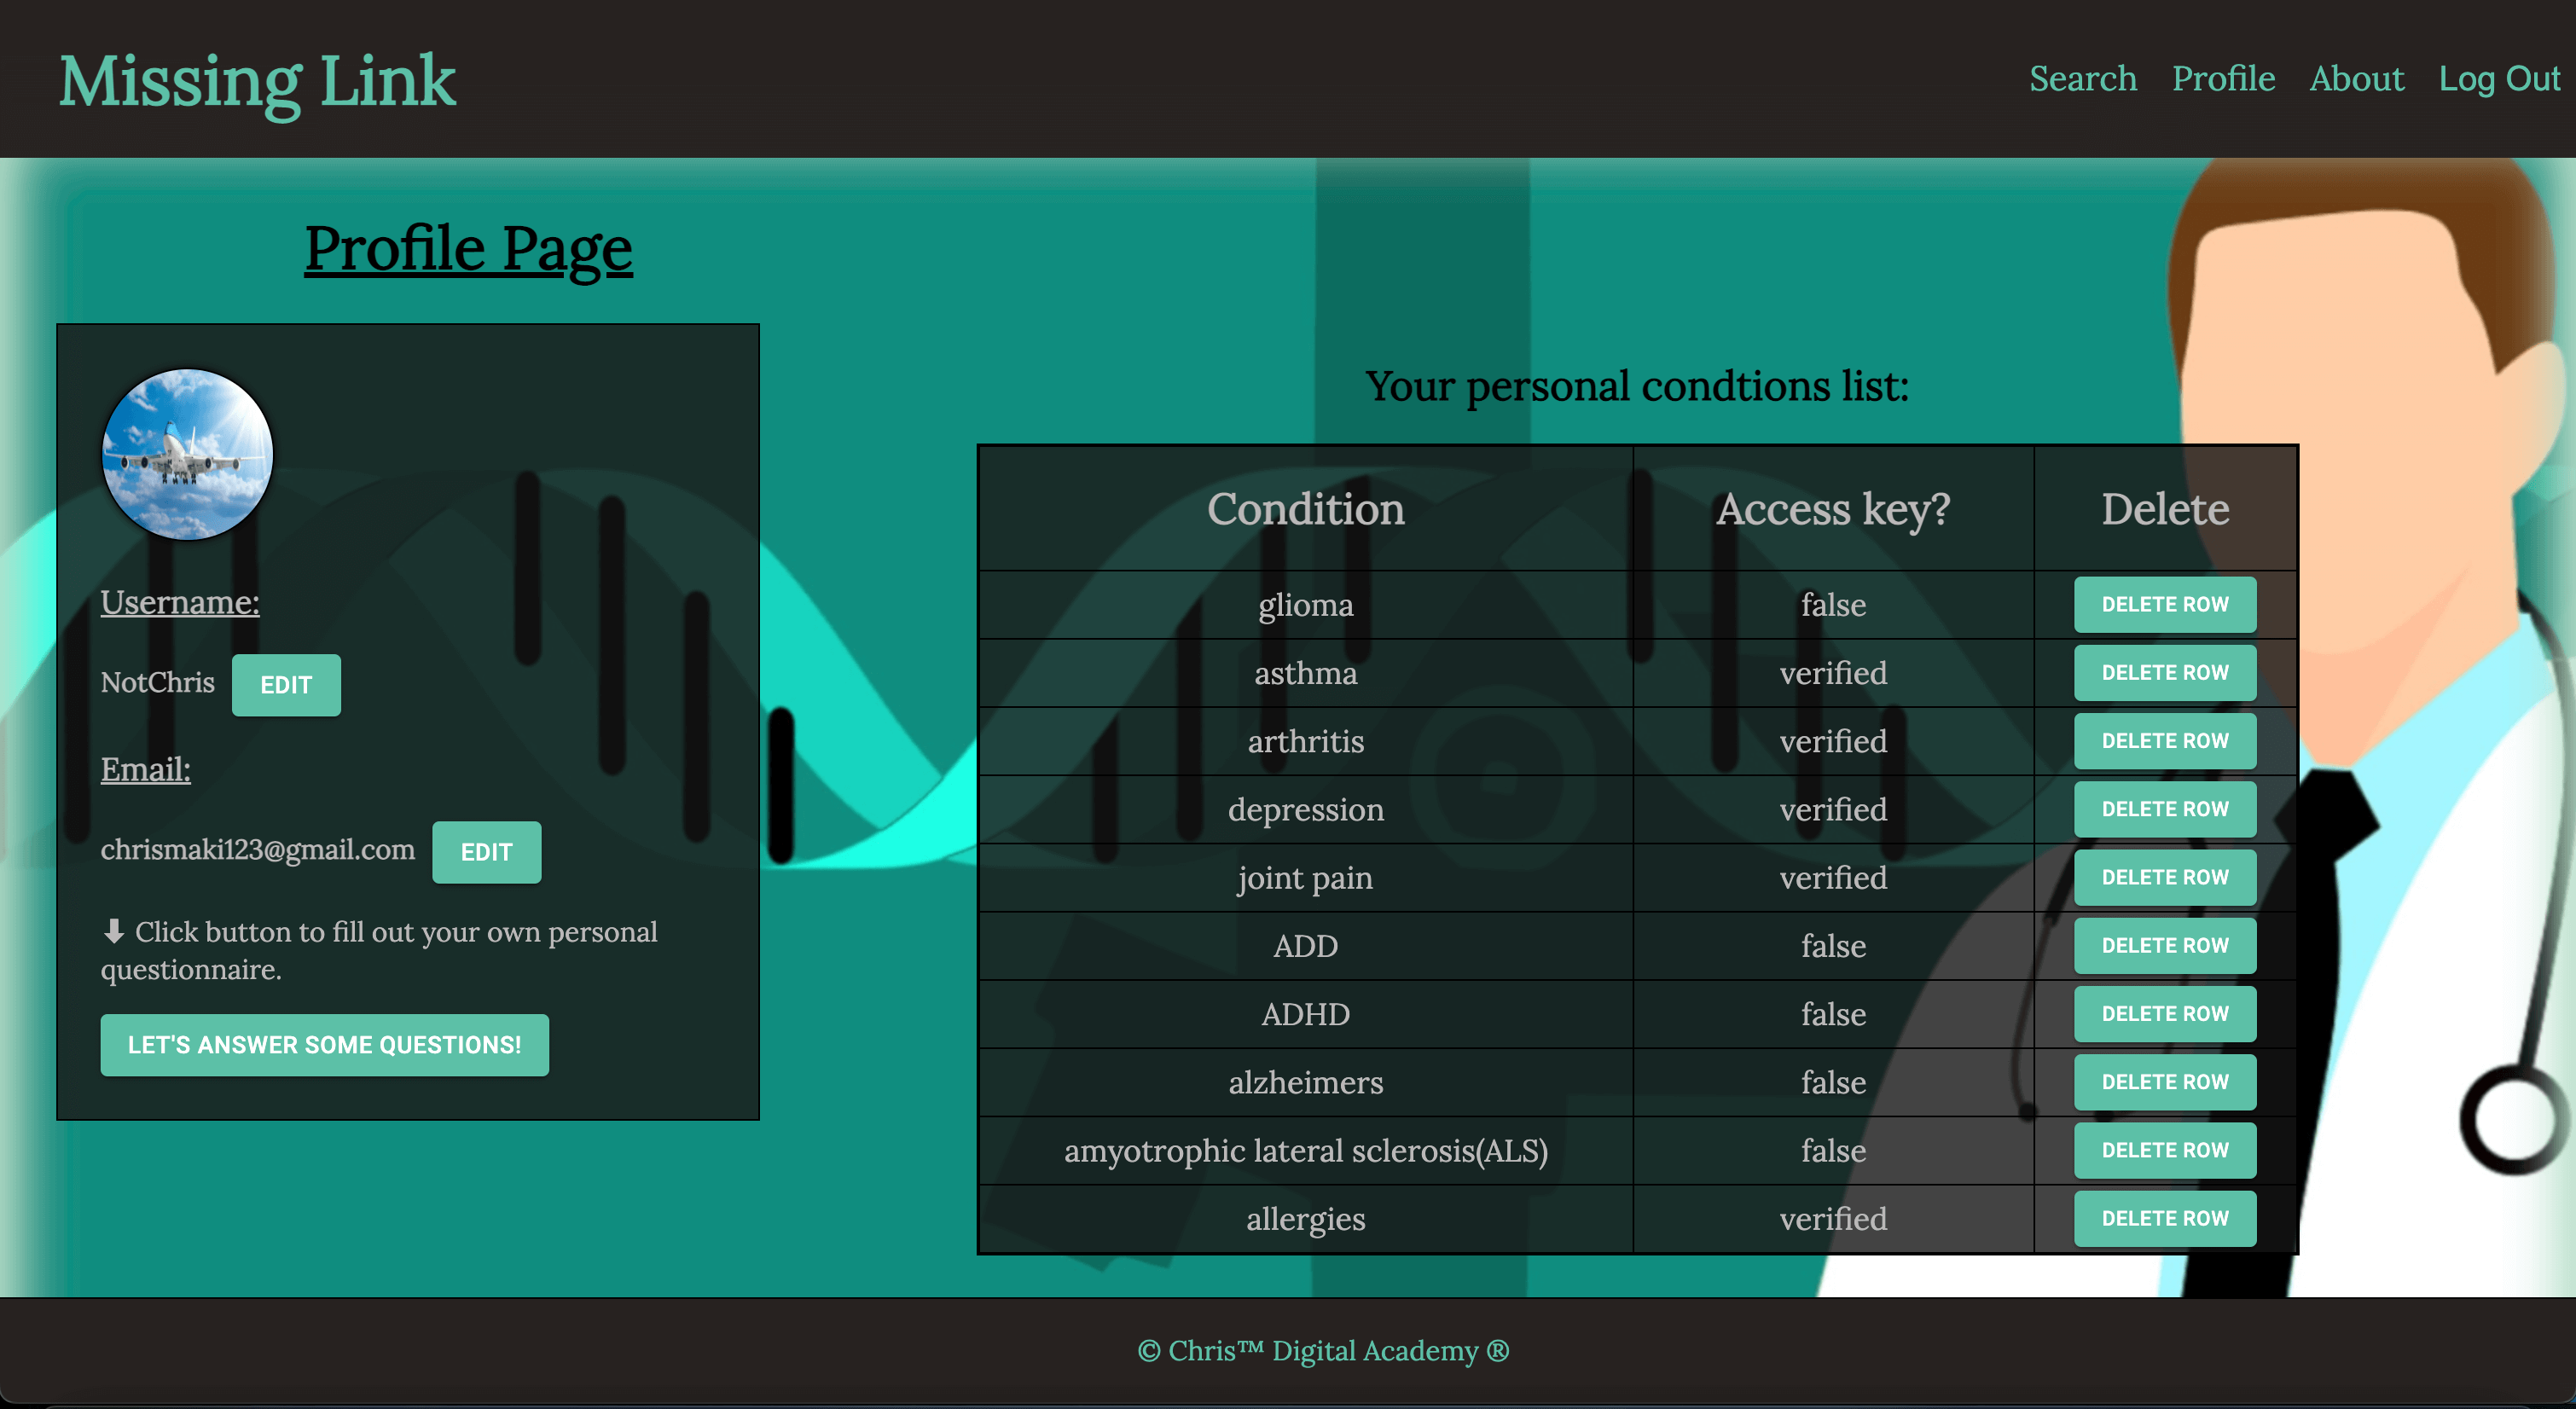 Missing Link
Search Profile About Log Out
Profile Page
Username:
NotChris EDIT
Email:
chrismaki123@gmail.com EDIT
⬇ Click button to fill out your own personal
questionnaire.
LET'S ANSWER SOME QUESTIONS!
Your personal condtions list:
Condition Access key? Delete
glioma false DELETE ROW
asthma verified DELETE ROW
arthritis verified DELETE ROW
depression verified DELETE ROW
joint pain verified DELETE ROW
ADD false DELETE ROW
ADHD false DELETE ROW
alzheimers false DELETE ROW
amyotrophic lateral sclerosis(ALS) false DELETE ROW
allergies verified DELETE ROW
© Chris™ Digital Academy ®